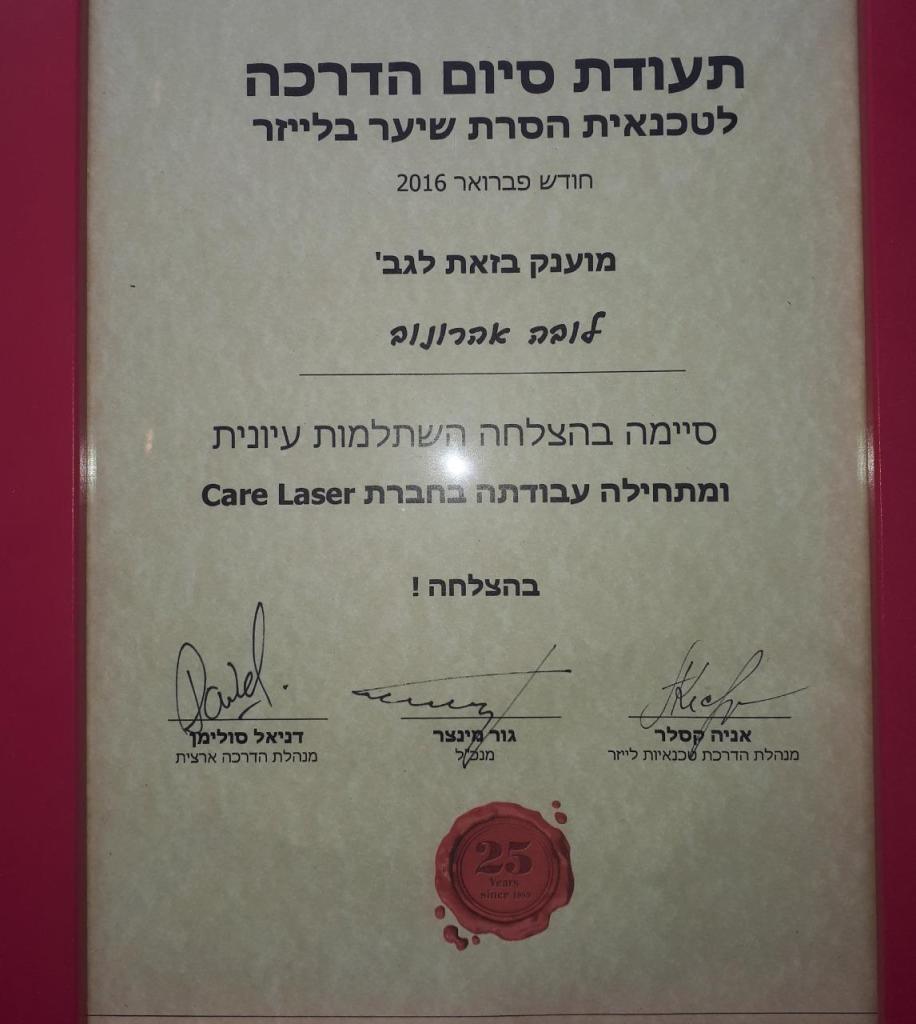 תעודת סיום הדרכה
לטכנאית הסרת שיער בלייזר
חודש פברואר 2016
מוענק בזאת לגב'
לובה אהרונוב
סיימה בהצלחה השתלמות עיונית
ומתחילה עבודתה בחברת Care Laser
בהצלחה !
אניה קסלר
מנהלת הדרכת טכנאיות לייזר
גור מינצר
מנכ"ל
דניאל סולימן
מנהלת הדרכה ארצית
25
Years
since